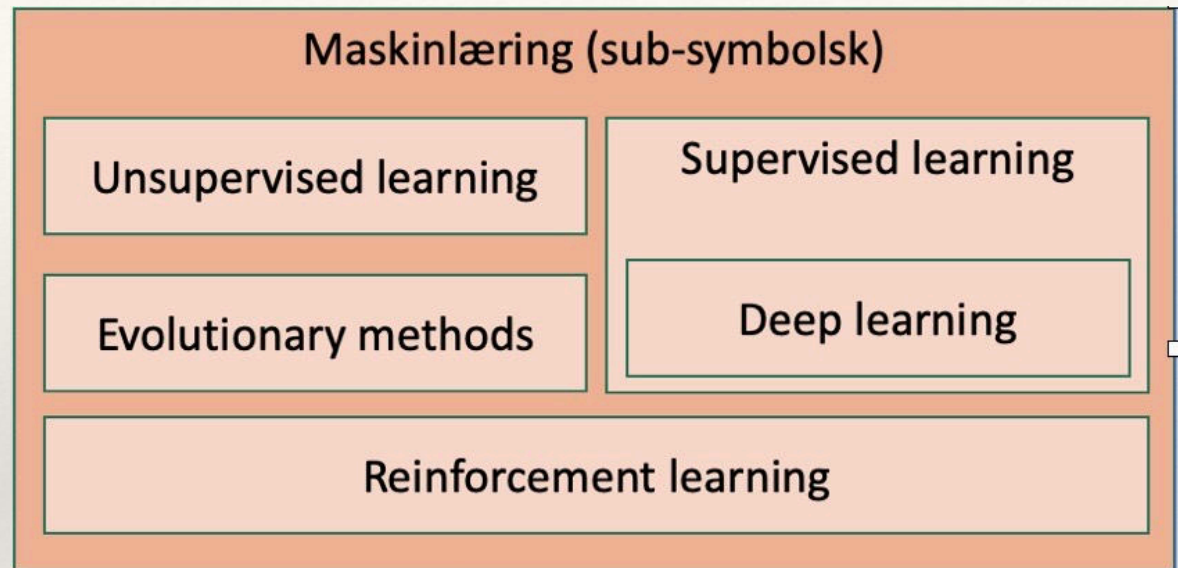 Maskinlæring (sub-symbolsk)
Unsupervised learning
Supervised learning
Evolutionary methods
Deep learning
Reinforcement learning